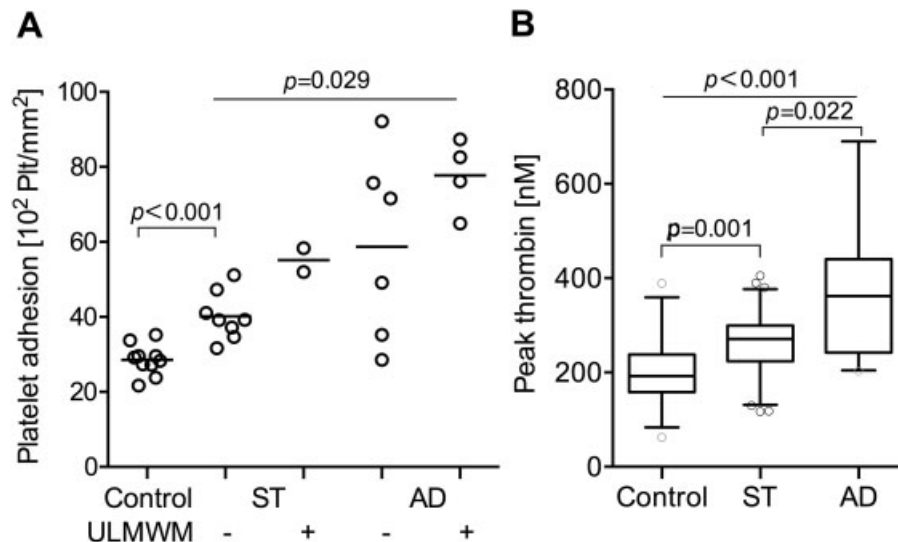 A
Platelet adhesion [10² Plt/mm²]
100
80
60
40
20
0
p=0.029
p<0.001
Control ST AD
ULMWM - + - +
B
Peak thrombin [nM]
800
600
400
200
0
p<0.001
p=0.022
p=0.001
Control ST AD